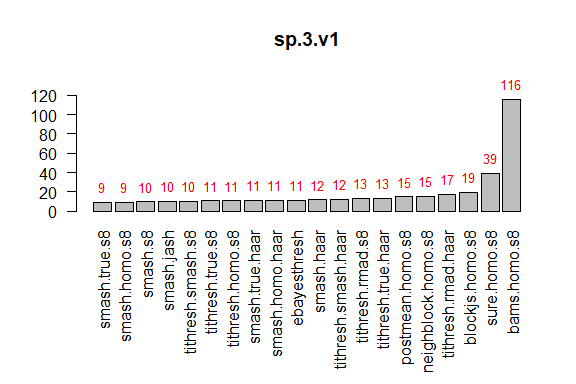 sp.3.v1
120
100
80
60
40
20
0
9
9
10
10
10
11
11
11
11
11
12
12
13
13
15
15
17
19
39
116
smash.true.s8
smash.homo.s8
smash.s8
smash.jash
tithresh.smash.s8
tithresh.true.s8
tithresh.homo.s8
smash.true.haar
smash.homo.haar
ebayesthresh
smash.haar
tithresh.smash.haar
tithresh.rmad.s8
tithresh.true.haar
postmean.homo.s8
neighblock.homo.s8
tithresh.rmad.haar
blockjs.homo.s8
sure.homo.s8
bams.homo.s8